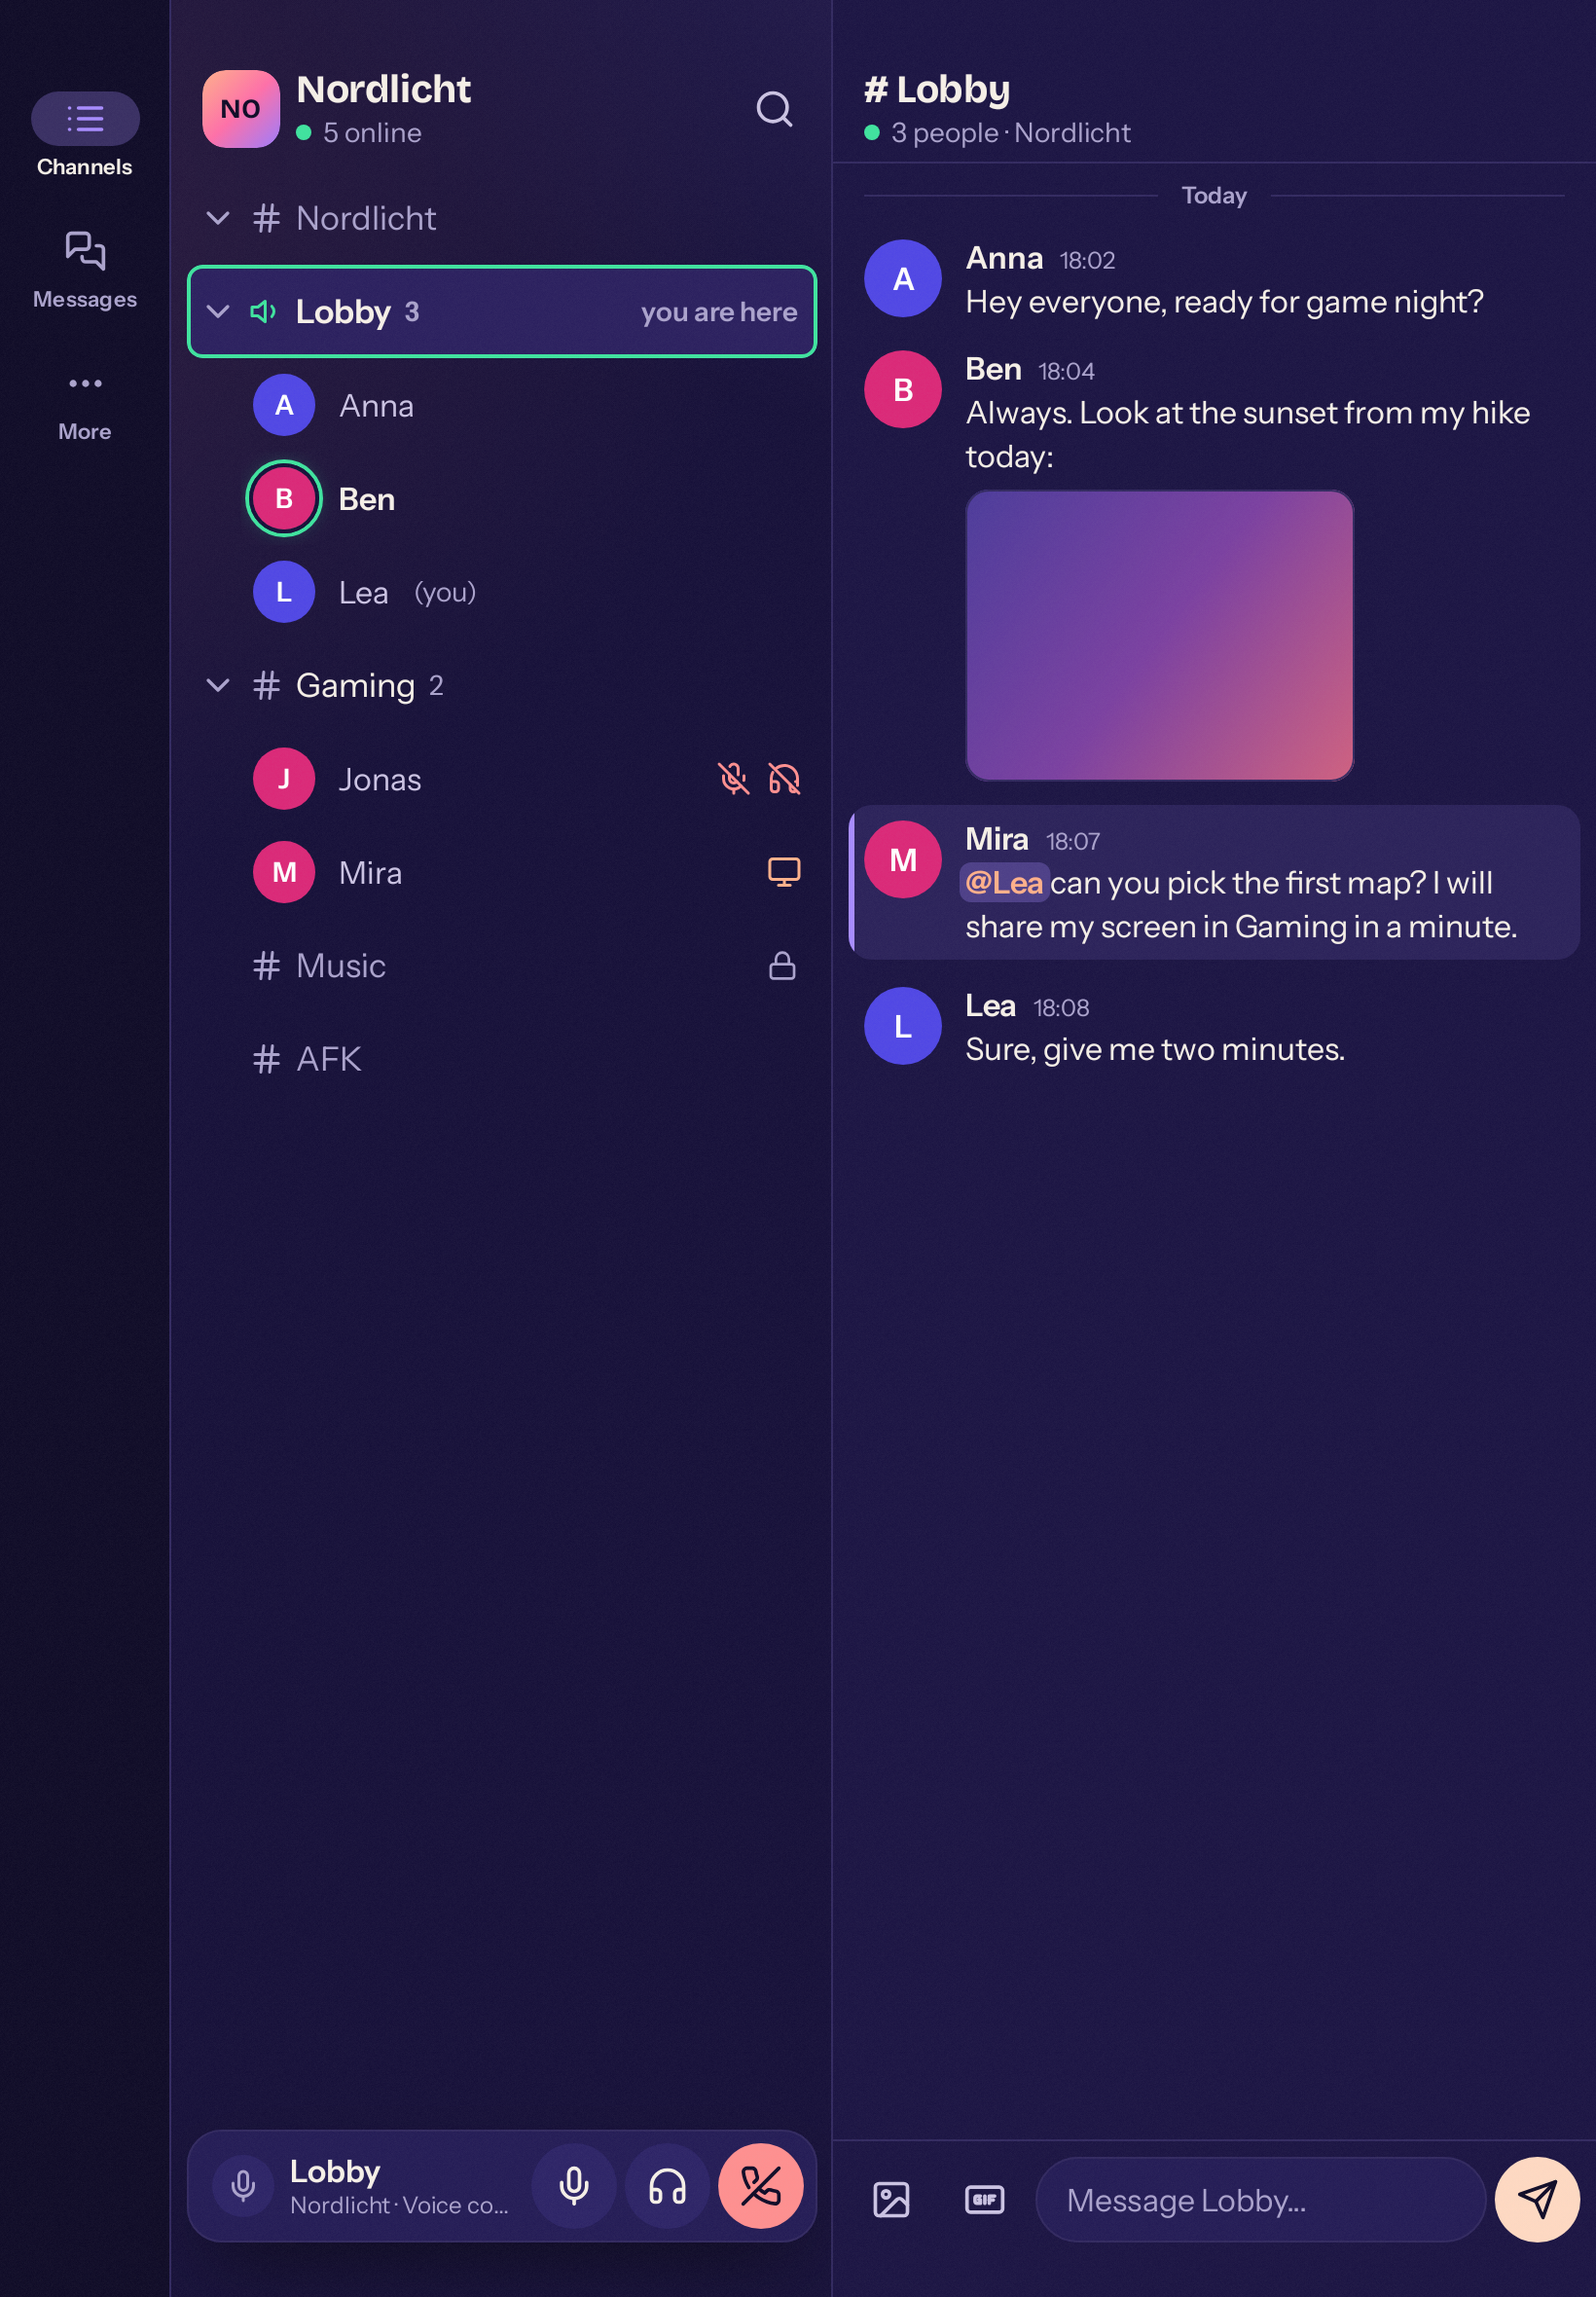 Channels
Messages
More
NO
Nordlicht
5 online
# Nordlicht
Lobby 3 you are here
A Anna
B Ben
L Lea (you)
# Gaming 2
J Jonas
M Mira
# Music
# AFK
Lobby
Nordlicht · Voice co...
# Lobby
3 people · Nordlicht
Today
A
Anna 18:02
Hey everyone, ready for game night?
B
Ben 18:04
Always. Look at the sunset from my hike
today:
M
Mira 18:07
@Lea can you pick the first map? I will
share my screen in Gaming in a minute.
L
Lea 18:08
Sure, give me two minutes.
GIF
Message Lobby...